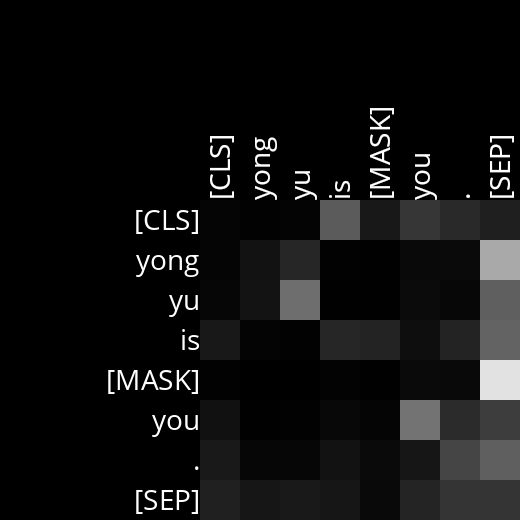 [CLS] yong yu is [MASK] you . [SEP]
[CLS]
yong
yu
is
[MASK]
you
.
[SEP]